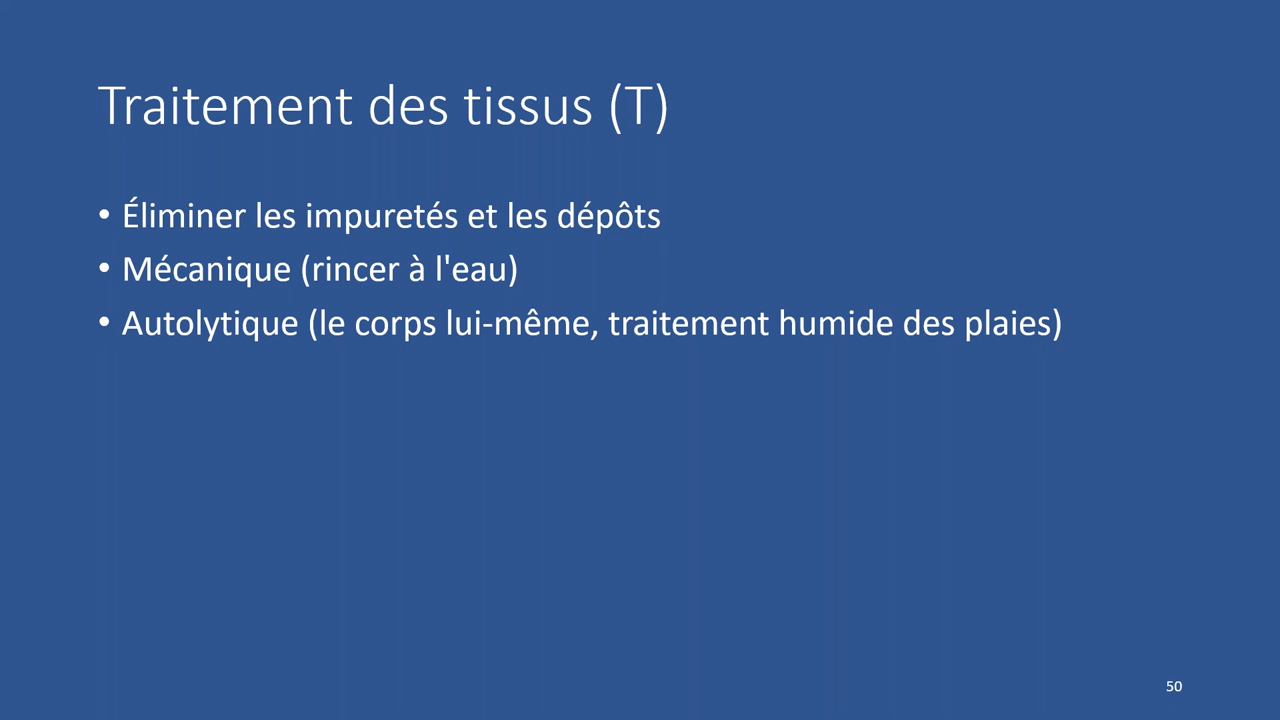 Traitement des tissus (T)
• Éliminer les impuretés et les dépôts
• Mécanique (rincer à l'eau)
• Autolytique (le corps lui-même, traitement humide des plaies)
50